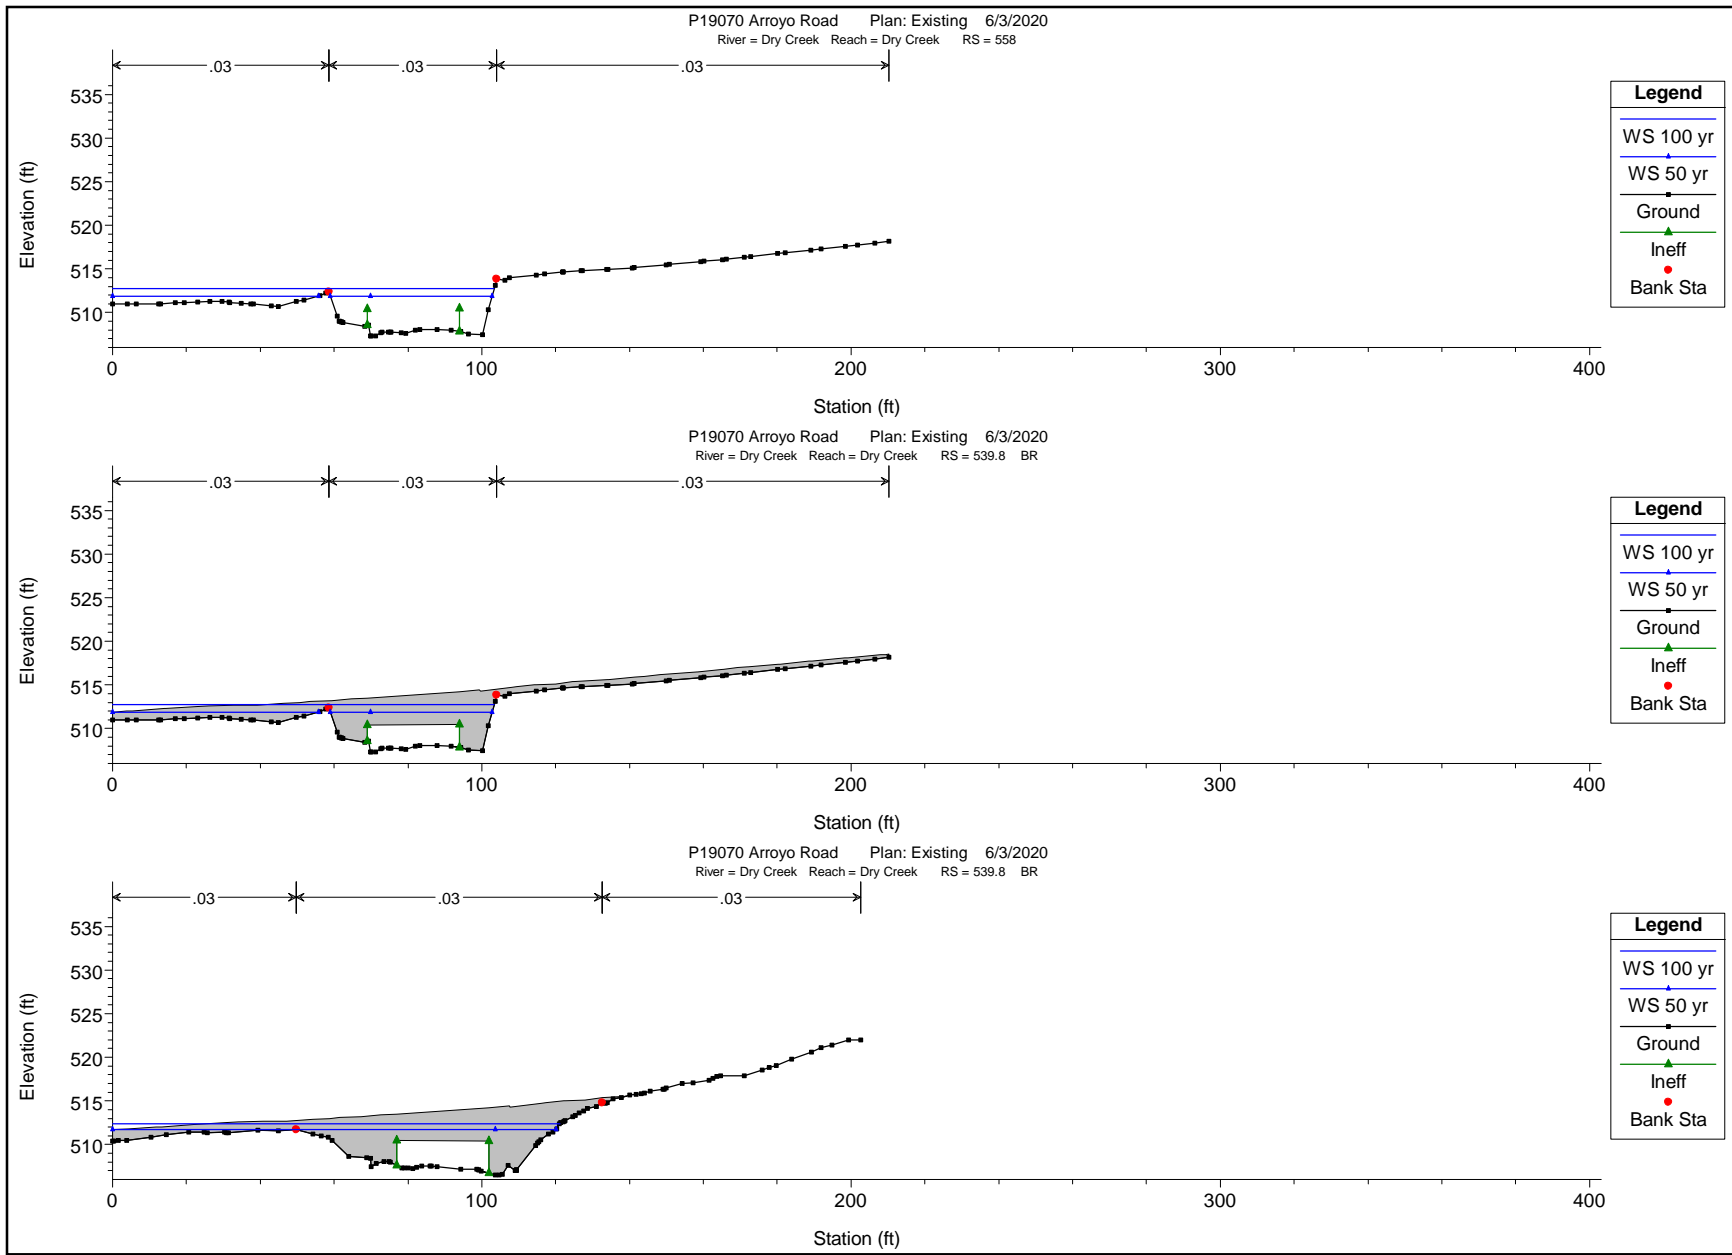 P19070 Arroyo Road Plan: Existing 6/3/2020
River = Dry Creek Reach = Dry Creek RS = 558
.03 .03 .03
535
530
525
520
515
510
Elevation (ft)
0 100 200 300 400
Station (ft)
Legend
WS 100 yr
WS 50 yr
Ground
Ineff
Bank Sta
P19070 Arroyo Road Plan: Existing 6/3/2020
River = Dry Creek Reach = Dry Creek RS = 539.8 BR
.03 .03 .03
535
530
525
520
515
510
Elevation (ft)
0 100 200 300 400
Station (ft)
Legend
WS 100 yr
WS 50 yr
Ground
Ineff
Bank Sta
P19070 Arroyo Road Plan: Existing 6/3/2020
River = Dry Creek Reach = Dry Creek RS = 539.8 BR
.03 .03 .03
535
530
525
520
515
510
Elevation (ft)
0 100 200 300 400
Station (ft)
Legend
WS 100 yr
WS 50 yr
Ground
Ineff
Bank Sta